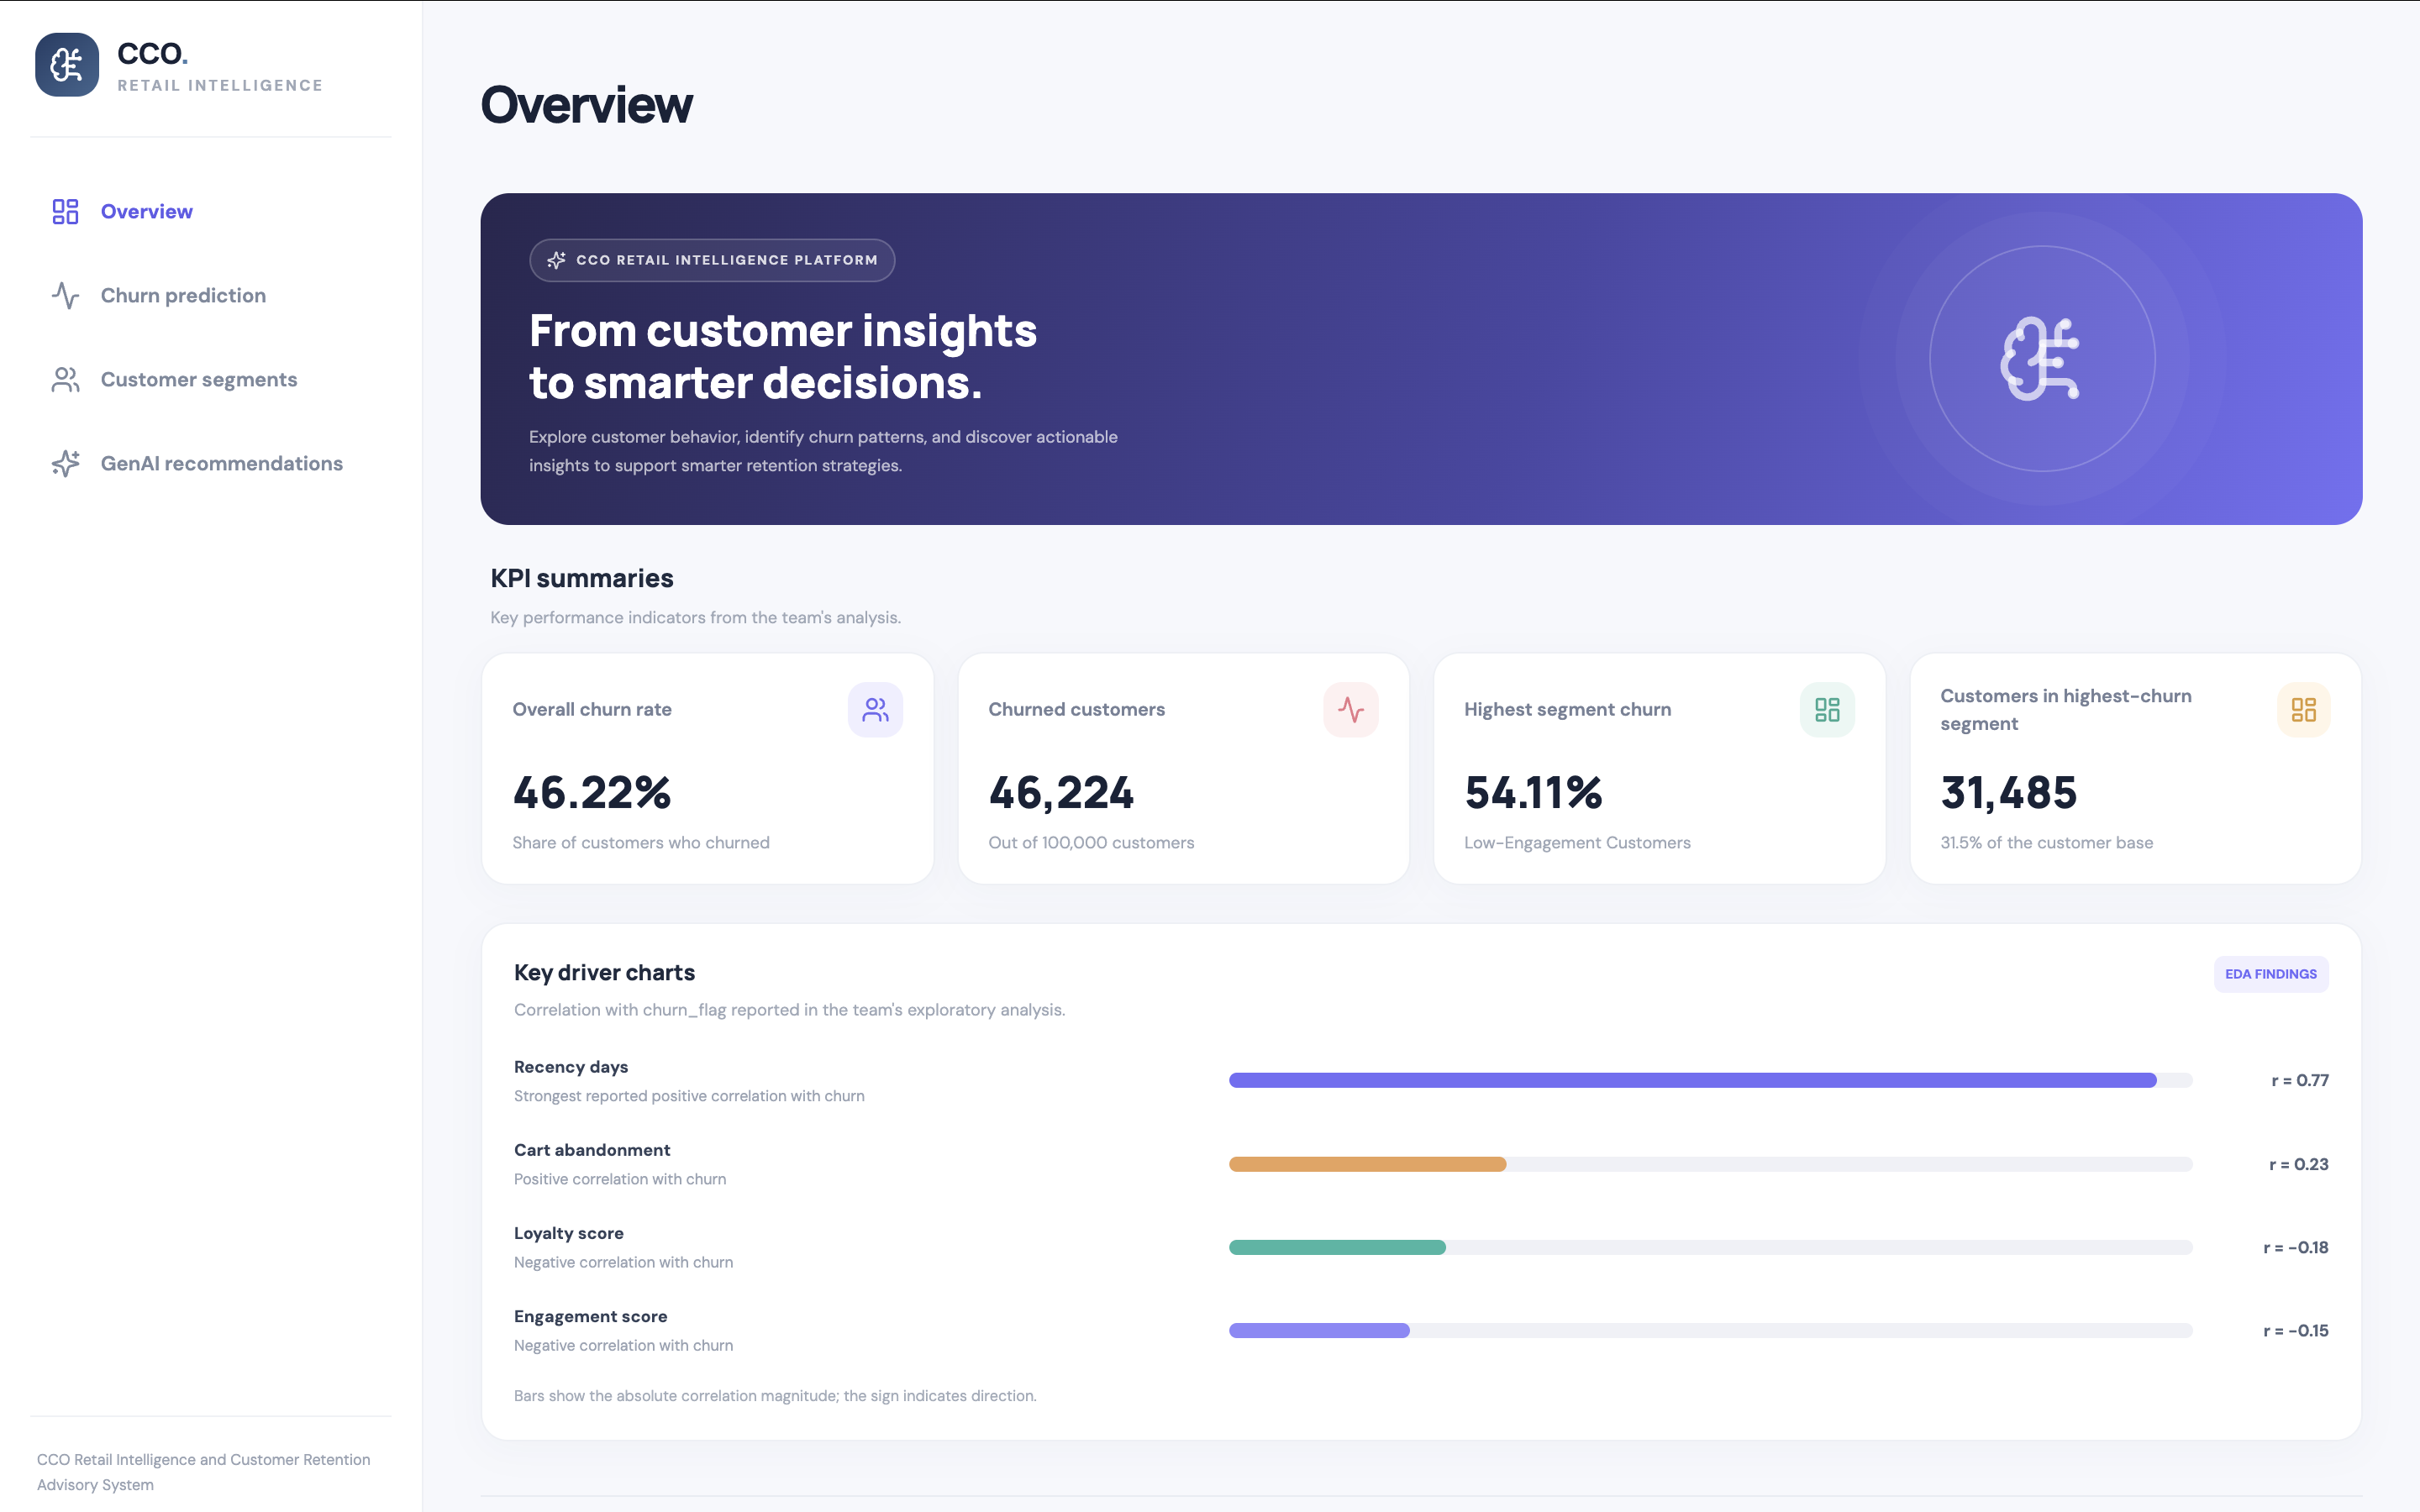 CCO.
RETAIL INTELLIGENCE
Overview
Churn prediction
Customer segments
GenAI recommendations
CCO Retail Intelligence and Customer Retention
Advisory System
Overview
CCO RETAIL INTELLIGENCE PLATFORM
From customer insights
to smarter decisions.
Explore customer behavior, identify churn patterns, and discover actionable
insights to support smarter retention strategies.
KPI summaries
Key performance indicators from the team's analysis.
Overall churn rate
46.22%
Share of customers who churned
Churned customers
46,224
Out of 100,000 customers
Highest segment churn
54.11%
Low-Engagement Customers
Customers in highest-churn
segment
31,485
31.5% of the customer base
Key driver charts
EDA FINDINGS
Correlation with churn_flag reported in the team's exploratory analysis.
Recency days
Strongest reported positive correlation with churn
r = 0.77
Cart abandonment
Positive correlation with churn
r = 0.23
Loyalty score
Negative correlation with churn
r = -0.18
Engagement score
Negative correlation with churn
r = -0.15
Bars show the absolute correlation magnitude; the sign indicates direction.